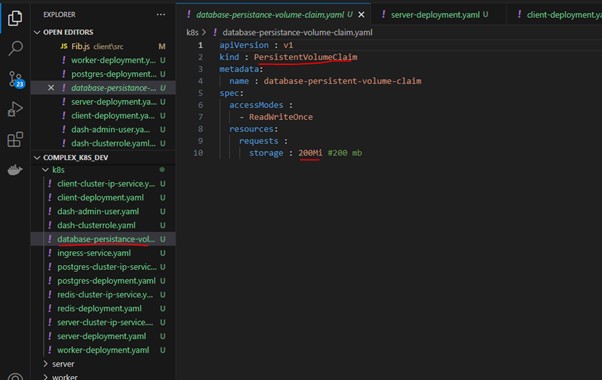 EXPLORER
...
OPEN EDITORS
Fib.js client\src M
worker-deployment.y... U
postgres-deployment.... U
database-persistance-... U
server-deployment.ya... U
client-deployment.ya... U
dash-admin-user.ya... U
dash-clusterrole.yaml... U
COMPLEX_K8S_DEV
k8s
client-cluster-ip-service.y... U
client-deployment.yaml U
dash-admin-user.yaml U
dash-clusterrole.yaml U
database-persistance-vol... U
ingress-service.yaml U
postgres-cluster-ip-servic... U
postgres-deployment.yaml U
redis-cluster-ip-service.y... U
redis-deployment.yaml U
server-cluster-ip-service.... U
server-deployment.yaml U
worker-deployment.yaml U
server
worker
23
database-persistance-volume-claim.yaml U
server-deployment.yaml U
client-deployment.yam
k8s > database-persistance-volume-claim.yaml
1 apiVersion : v1
2 kind : PersistentVolumeClaim
3 metadata:
4 name : database-persistent-volume-claim
5 spec:
6 accessModes :
7 - ReadWriteOnce
8 resources:
9 requests :
10 storage : 200Mi #200 mb